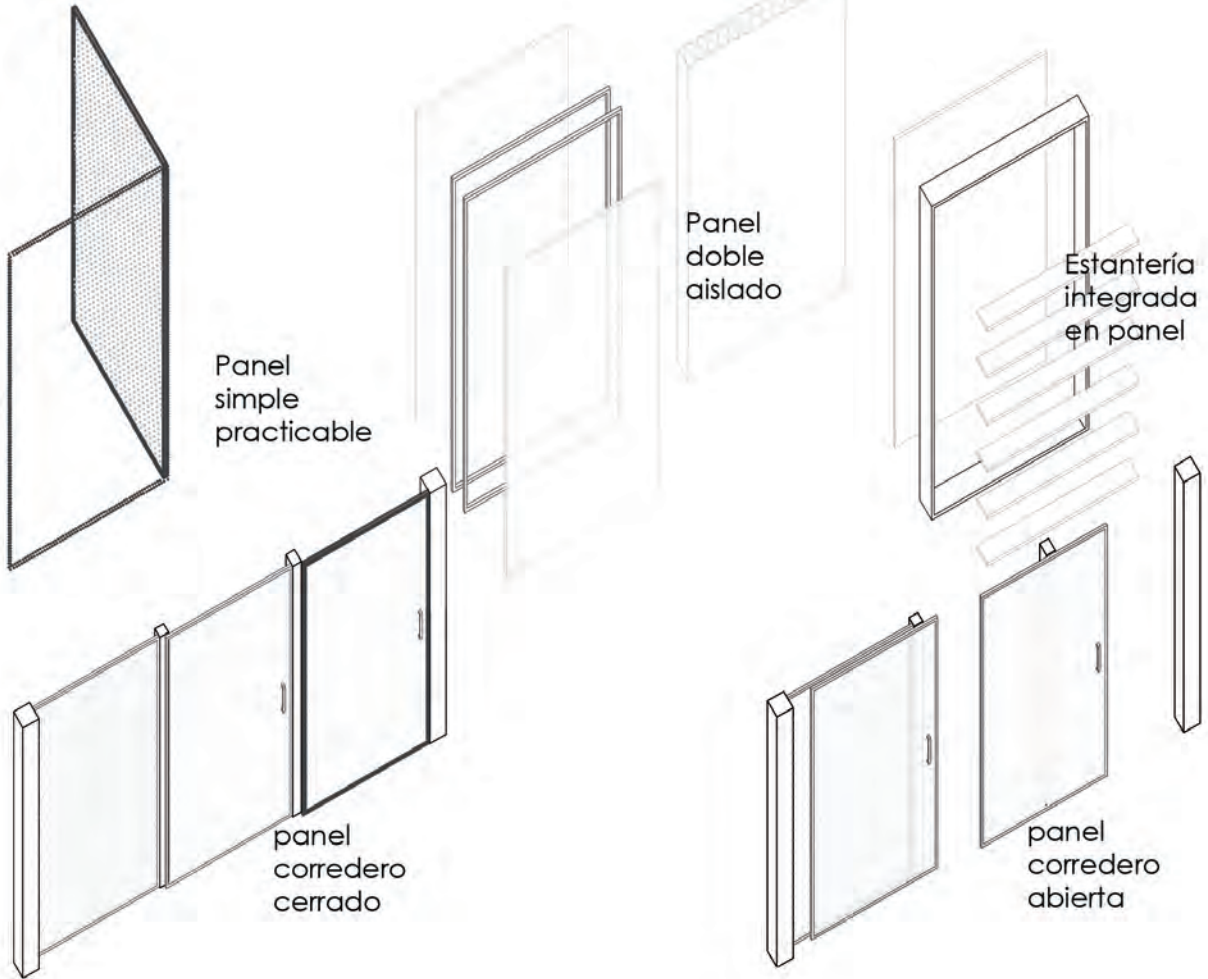 Panel
doble
aislado
Estantería
integrada
en panel
Panel
simple
practicable
panel
corredero
cerrado
panel
corredero
abierta